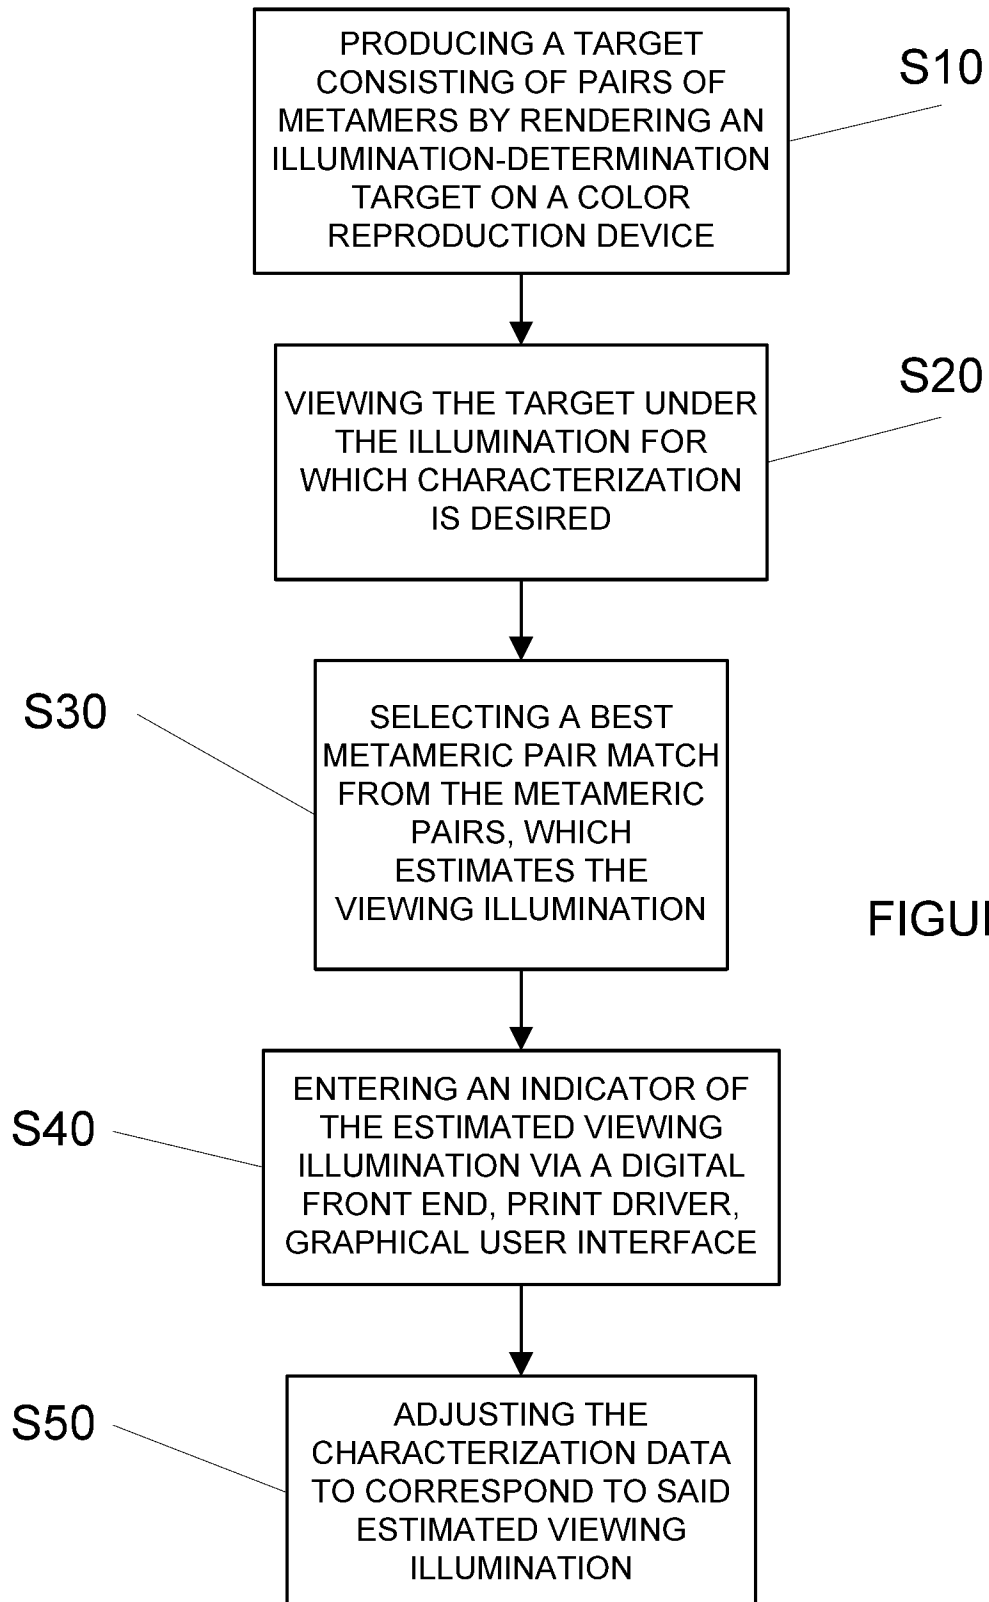 PRODUCING A TARGET
CONSISTING OF PAIRS OF
METAMERS BY RENDERING AN
ILLUMINATION-DETERMINATION
TARGET ON A COLOR
REPRODUCTION DEVICE
S10
VIEWING THE TARGET UNDER
THE ILLUMINATION FOR
WHICH CHARACTERIZATION
IS DESIRED
S20
S30
SELECTING A BEST
METAMERIC PAIR MATCH
FROM THE METAMERIC
PAIRS, WHICH
ESTIMATES THE
VIEWING ILLUMINATION
S40
ENTERING AN INDICATOR OF
THE ESTIMATED VIEWING
ILLUMINATION VIA A DIGITAL
FRONT END, PRINT DRIVER,
GRAPHICAL USER INTERFACE
S50
ADJUSTING THE
CHARACTERIZATION DATA
TO CORRESPOND TO SAID
ESTIMATED VIEWING
ILLUMINATION